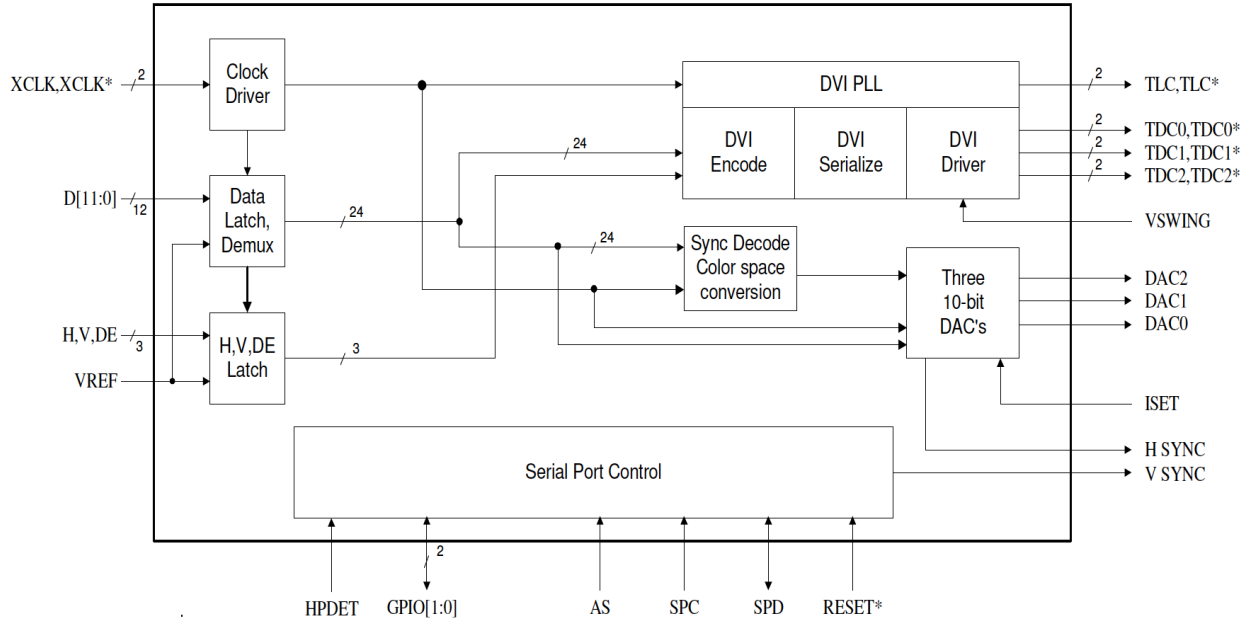 XCLK,XCLK*
2
Clock
Driver
DVI PLL
2
TLC,TLC*
DVI
Encode
DVI
Serialize
DVI
Driver
2
TDC0,TDC0*
2
TDC1,TDC1*
2
TDC2,TDC2*
24
D[11:0]
12
Data
Latch,
Demux
24
VSWING
24
Sync Decode
Color space
conversion
Three
10-bit
DAC's
DAC2
DAC1
DAC0
H,V,DE
3
H,V,DE
Latch
3
VREF
ISET
Serial Port Control
H SYNC
V SYNC
2
HPDET
GPIO[1:0]
AS
SPC
SPD
RESET*